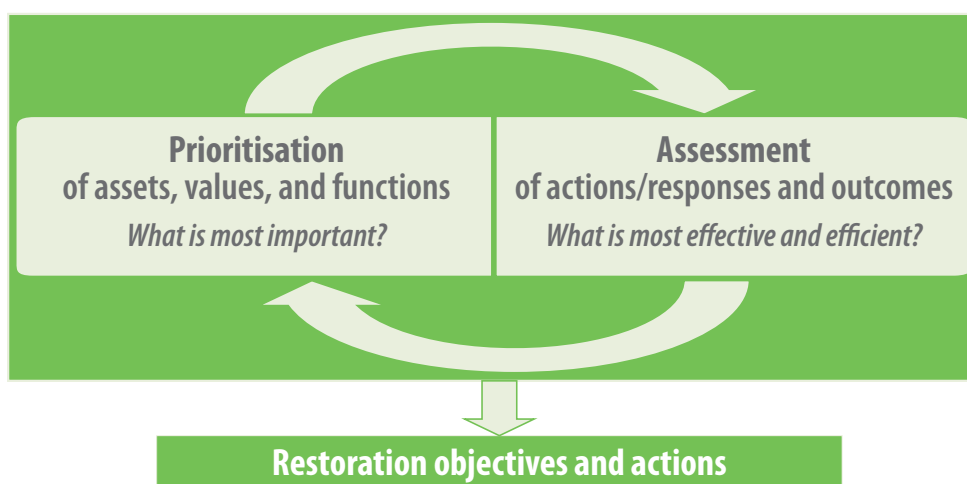 Prioritisation
of assets, values, and functions
What is most important?
Assessment
of actions/responses and outcomes
What is most effective and efficient?
Restoration objectives and actions